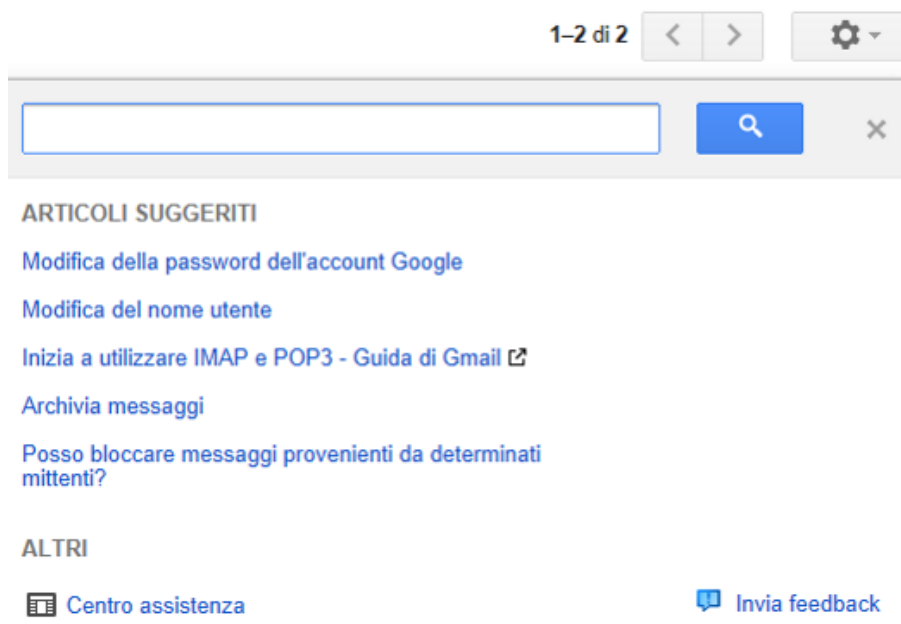 1–2 di 2
ARTICOLI SUGGERITI
Modifica della password dell'account Google
Modifica del nome utente
Inizia a utilizzare IMAP e POP3 - Guida di Gmail
Archivia messaggi
Posso bloccare messaggi provenienti da determinati
mittenti?
ALTRI
Centro assistenza
Invia feedback